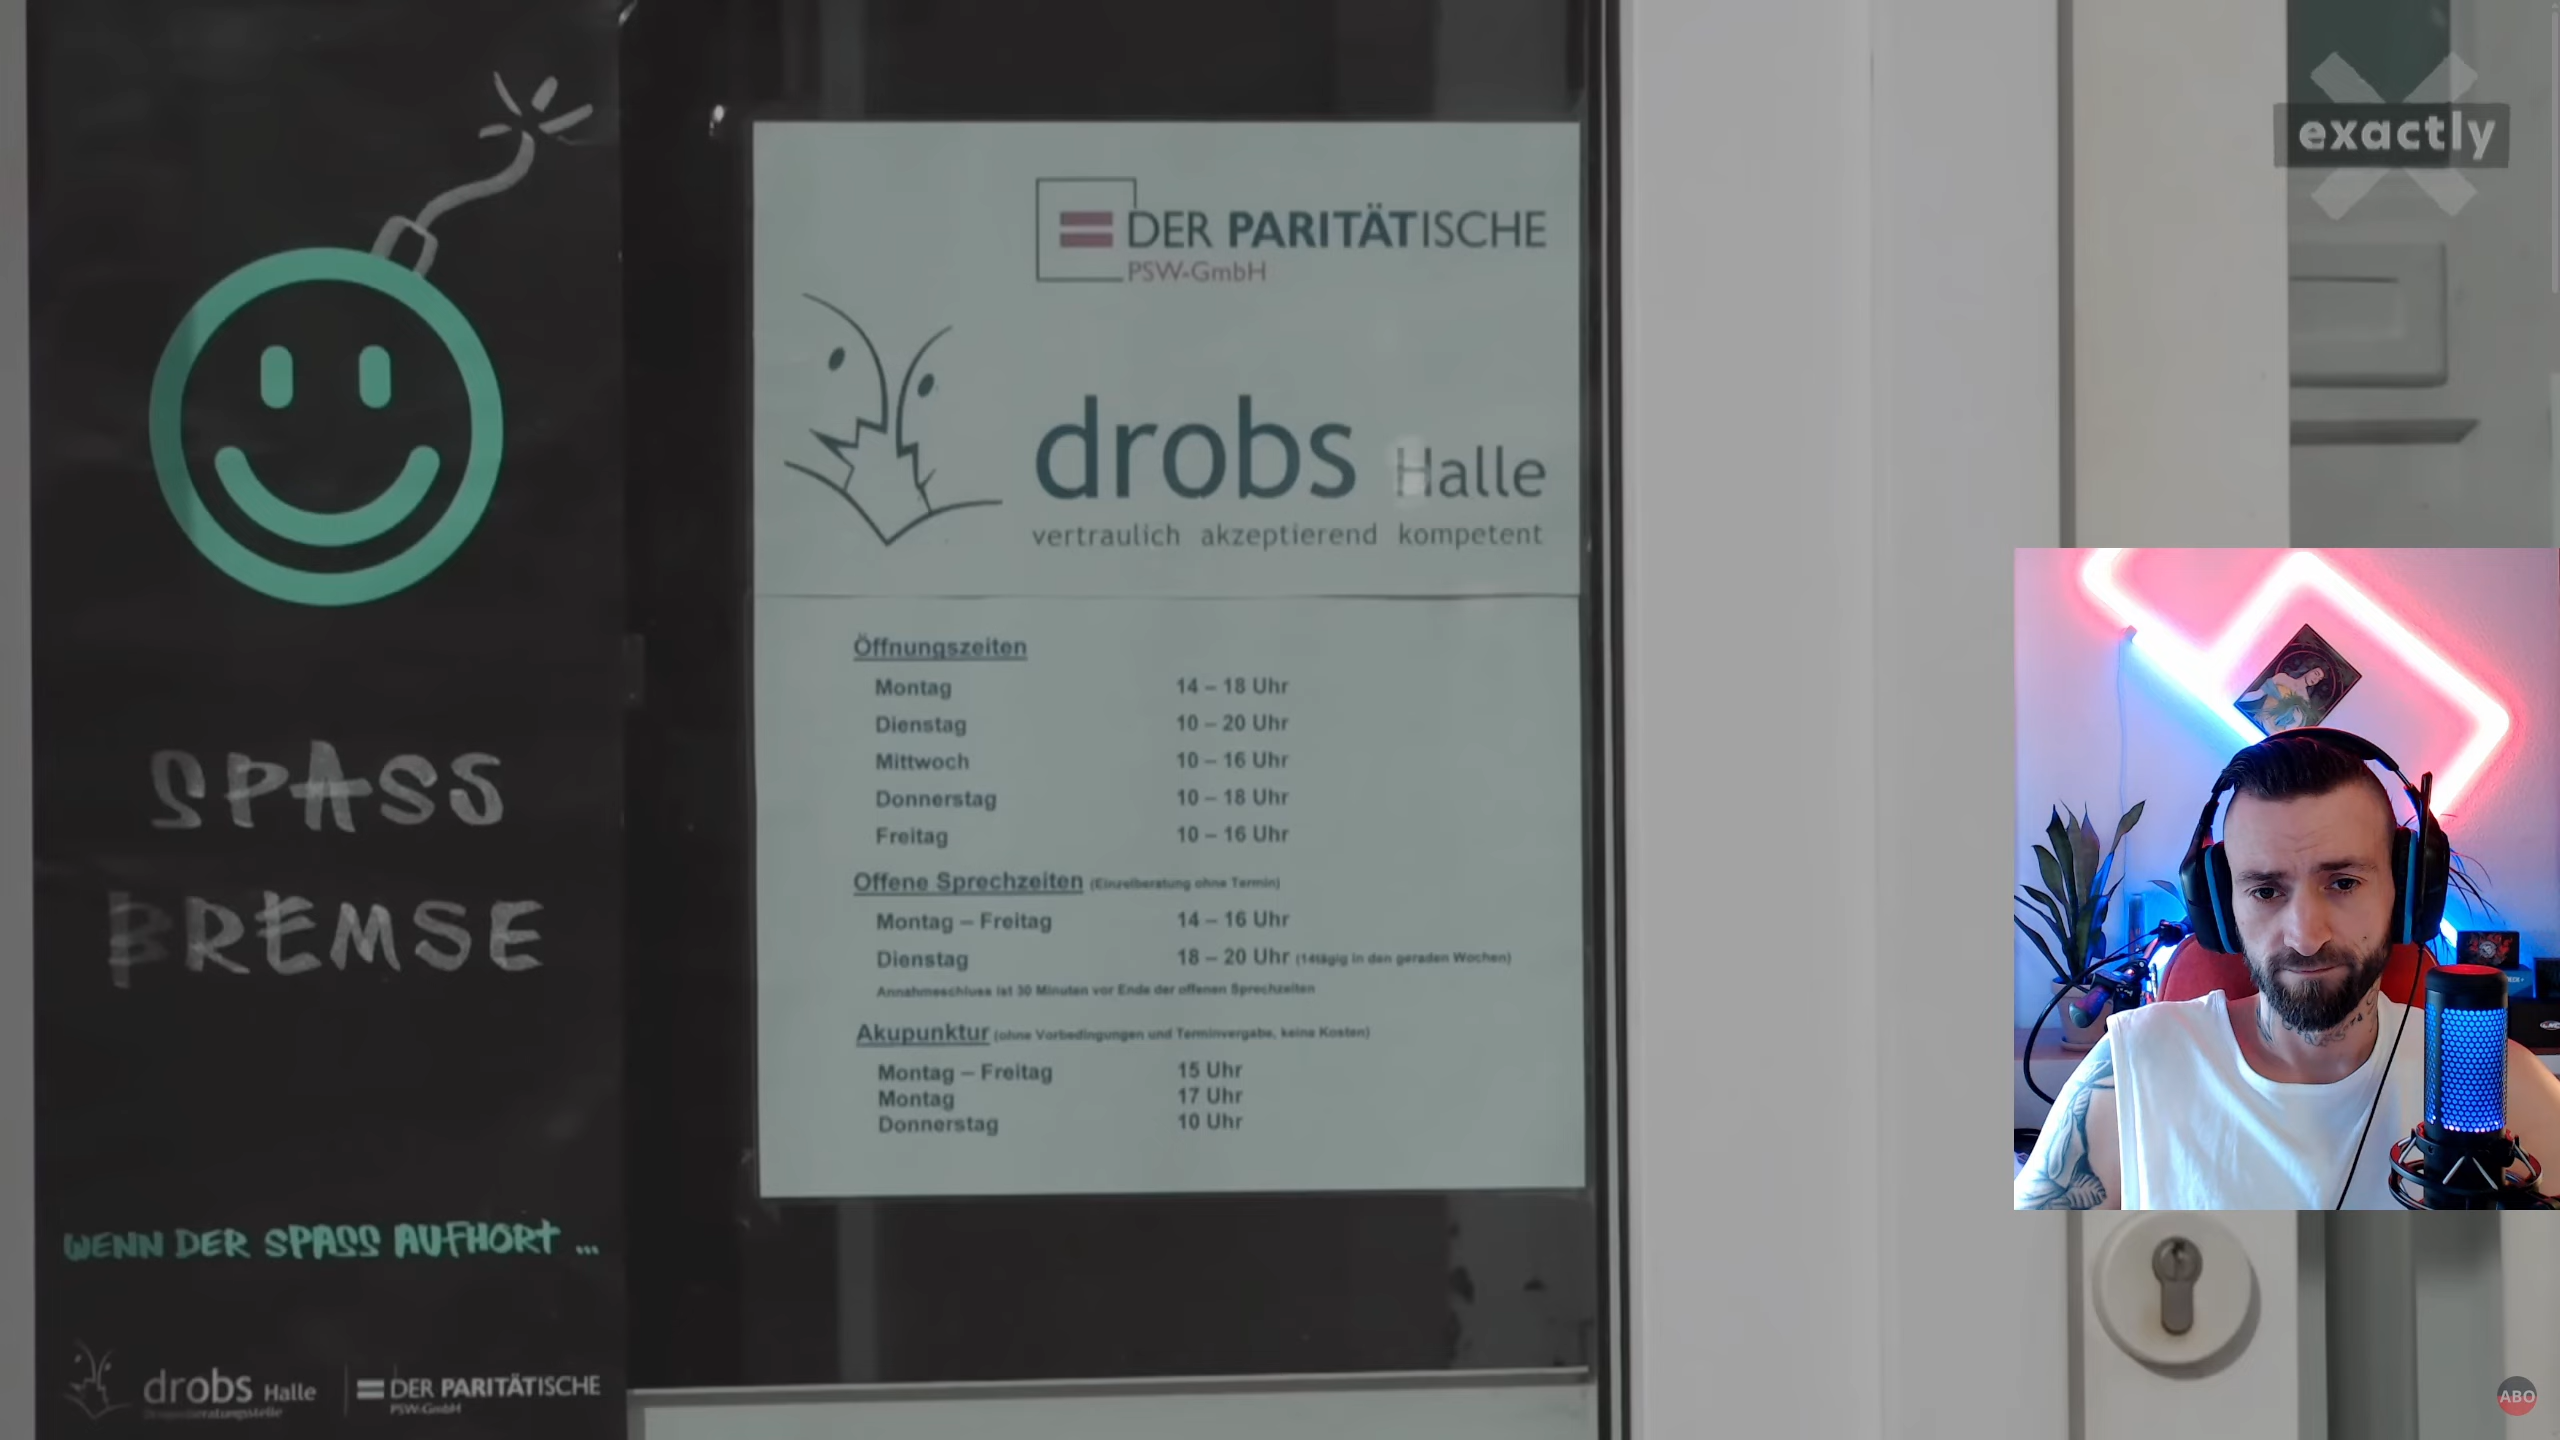 exactly
DER PARITÄTISCHE
PSW-GmbH
drobs Halle
vertraulich akzeptierend kompetent
Öffnungszeiten
Montag 14 – 18 Uhr
Dienstag 10 – 20 Uhr
Mittwoch 10 – 16 Uhr
Donnerstag 10 – 18 Uhr
Freitag 10 – 16 Uhr
Offene Sprechzeiten (Einzelberatung ohne Termin)
Montag – Freitag 14 – 16 Uhr
Dienstag 18 – 20 Uhr (14tägig in den geraden Wochen)
Annahmeschluss ist 30 Minuten vor Ende der offenen Sprechzeiten
Akupunktur (ohne Vorbedingungen und Terminvergabe, keine Kosten)
Montag – Freitag 15 Uhr
Montag 17 Uhr
Donnerstag 10 Uhr
SPASS
BREMSE
WENN DER SPASS AUFHÖRT ...
drobs Halle
Drogenberatungsstelle
DER PARITÄTISCHE
PSW-GmbH
ABO